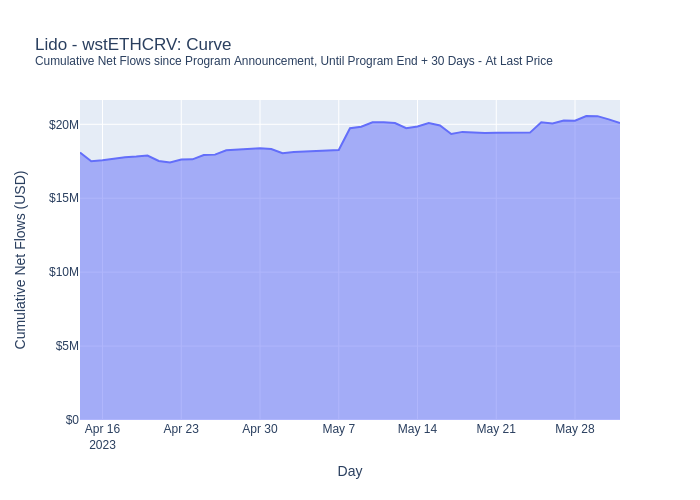 Lido - wstETHCRV: Curve
Cumulative Net Flows since Program Announcement, Until Program End + 30 Days - At Last Price
Cumulative Net Flows (USD)
$20M
$15M
$10M
$5M
$0
Apr 16 Apr 23 Apr 30 May 7 May 14 May 21 May 28
2023
Day